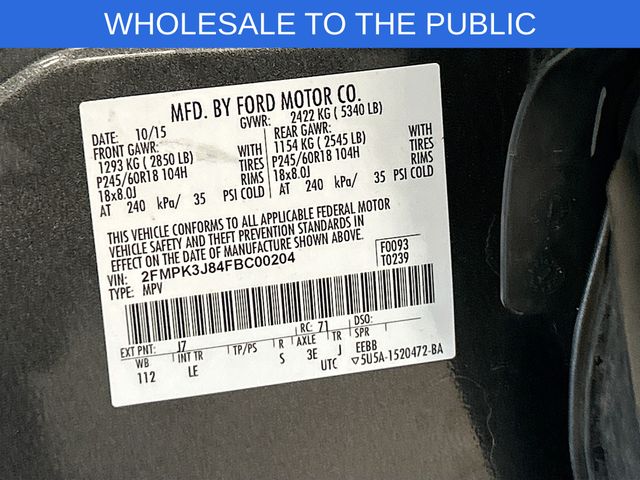 WHOLESALE TO THE PUBLIC
MFD. BY FORD MOTOR CO.
DATE: 10/15 GVWR: 2422 KG ( 5340 LB)
FRONT GAWR: REAR GAWR:
1293 KG ( 2850 LB) WITH 1154 KG ( 2545 LB) WITH
P245/60R18 104H TIRES P245/60R18 104H TIRES
18x8.0J RIMS 18x8.0J RIMS
AT 240 kPa/ 35 PSI COLD AT 240 kPa/ 35 PSI COLD
THIS VEHICLE CONFORMS TO ALL APPLICABLE FEDERAL MOTOR
VEHICLE SAFETY AND THEFT PREVENTION STANDARDS IN
EFFECT ON THE DATE OF MANUFACTURE SHOWN ABOVE.
VIN: 2FMPK3J84FBC00204 F0093
TYPE: MPV T0239
EXT PNT: J7 RC: 71 DSO:
WB INT TR TP/PS R AXLE TR SPR
112 LE S 3E J EEBB
UTC ▽5U5A-1520472-BA